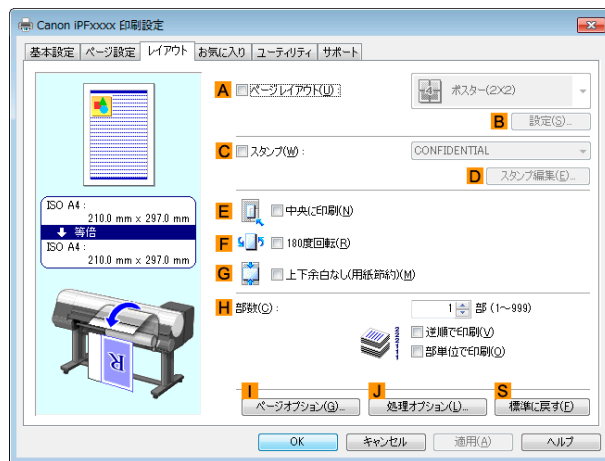 Canon iPFxxxx 印刷設定
基本設定 ページ設定 レイアウト お気に入り ユーティリティ サポート
A ページレイアウト(U): 4 ポスター(2X2)
B 設定(S)...
C スタンプ(W): CONFIDENTIAL
D スタンプ編集(E)...
ISO A4:
210.0 mm x 297.0 mm
等倍
ISO A4:
210.0 mm x 297.0 mm
E 中央に印刷(N)
F 180度回転(R)
G 上下余白なし(用紙節約)(M)
H 部数(C): 1 部 (1～999)
逆順で印刷(V)
部単位で印刷(O)
R
I J S
ページオプション(G)... 処理オプション(L)... 標準に戻す(F)
OK キャンセル 適用(A) ヘルプ